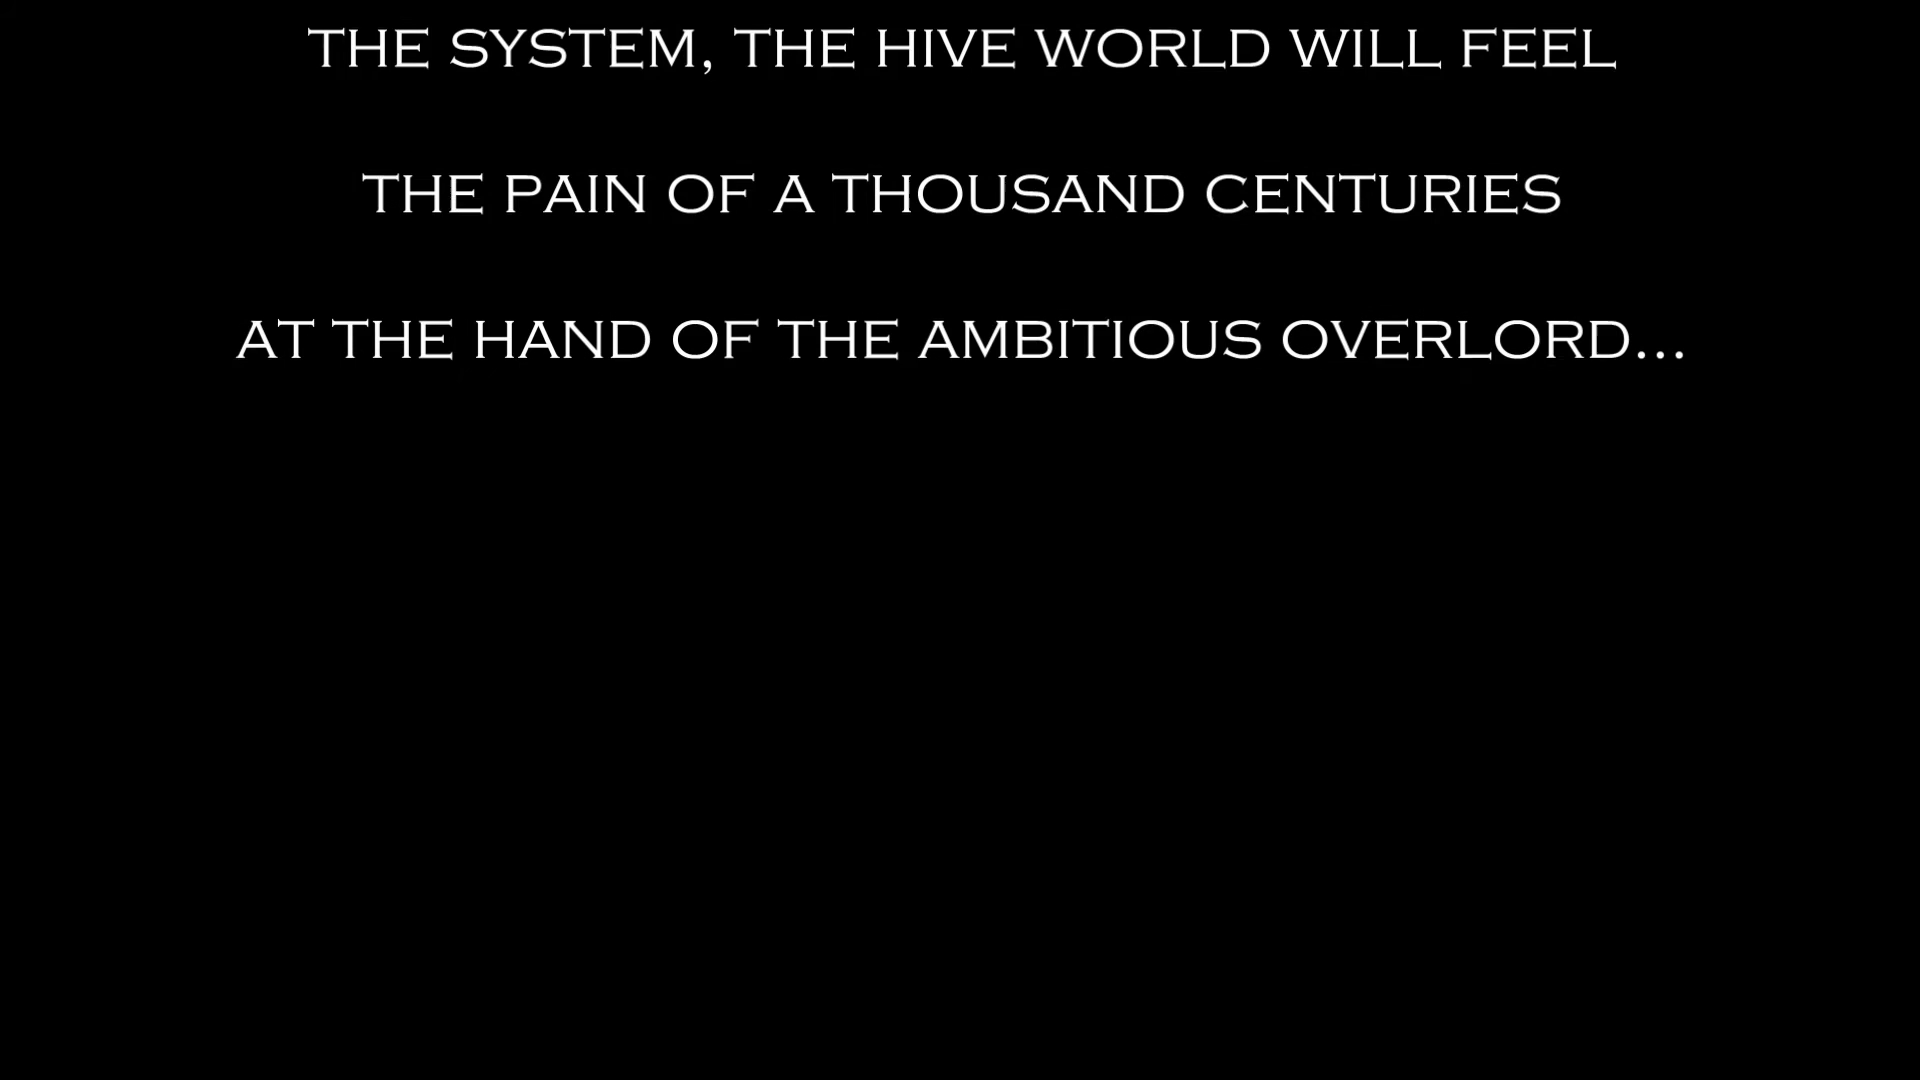 THE SYSTEM, THE HIVE WORLD WILL FEEL
THE PAIN OF A THOUSAND CENTURIES
AT THE HAND OF THE AMBITIOUS OVERLORD...